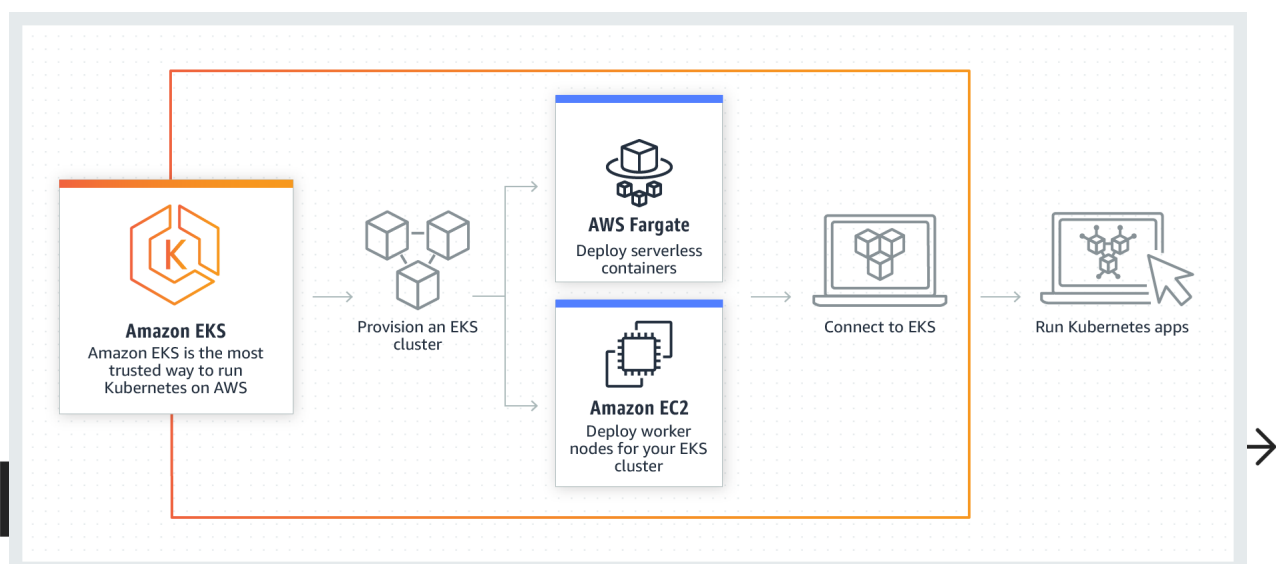 K
Amazon EKS
Amazon EKS is the most
trusted way to run
Kubernetes on AWS
Provision an EKS
cluster
AWS Fargate
Deploy serverless
containers
Amazon EC2
Deploy worker
nodes for your EKS
cluster
Connect to EKS
Run Kubernetes apps